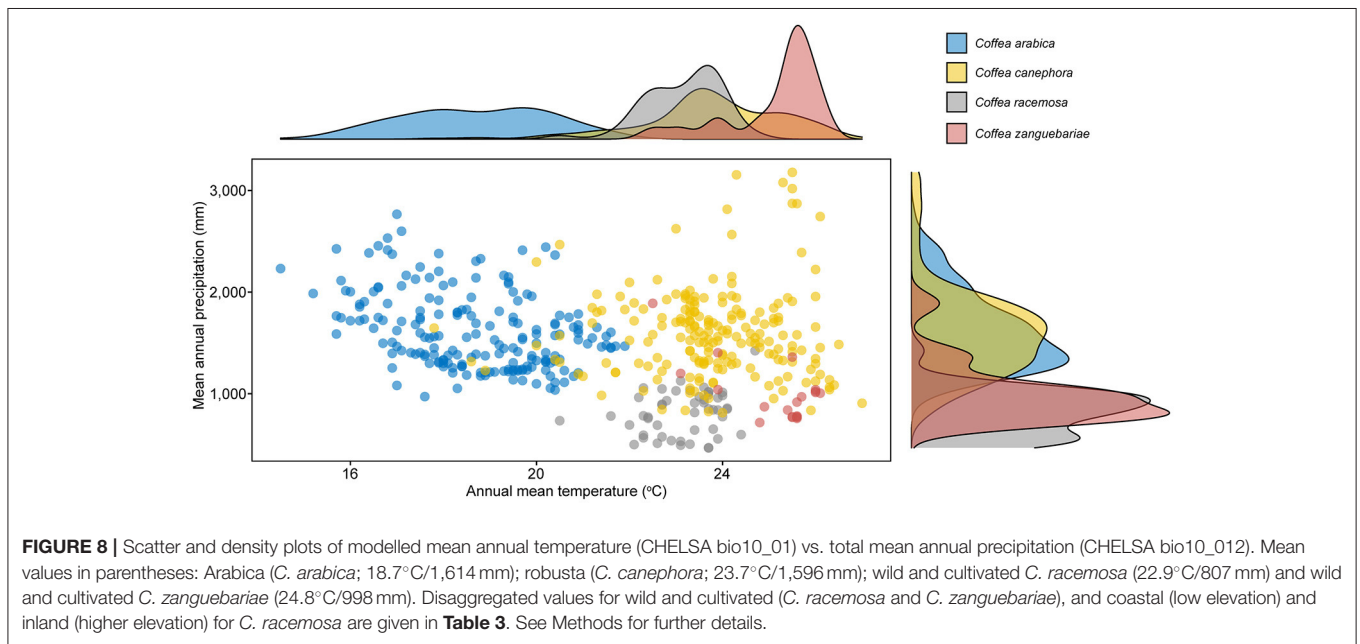 Coffea arabica
Coffea canephora
Coffea racemosa
Coffea zanguebariae
Mean annual precipitation (mm)
3,000
2,000
1,000
16
20
24
Annual mean temperature (°C)
FIGURE 8 | Scatter and density plots of modelled mean annual temperature (CHELSA bio10_01) vs. total mean annual precipitation (CHELSA bio10_012). Mean
values in parentheses: Arabica (C. arabica; 18.7°C/1,614 mm); robusta (C. canephora; 23.7°C/1,596 mm); wild and cultivated C. racemosa (22.9°C/807 mm) and wild
and cultivated C. zanguebariae (24.8°C/998 mm). Disaggregated values for wild and cultivated (C. racemosa and C. zanguebariae), and coastal (low elevation) and
inland (higher elevation) for C. racemosa are given in Table 3. See Methods for further details.